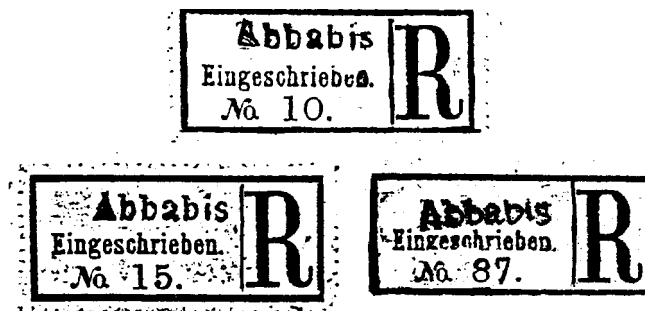 Abbabis
Eingeschrieben.
No 10.
R
Abbabis
Eingeschrieben.
No 15.
R
Abbabis
Eingeschrieben.
No 87.
R